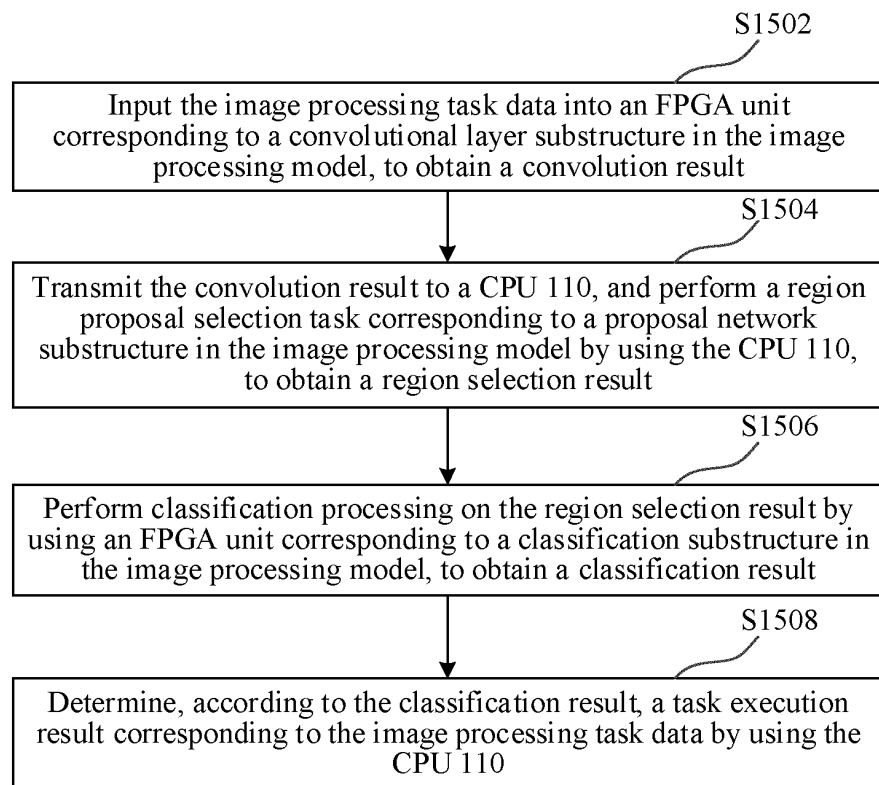 S1502
Input the image processing task data into an FPGA unit
corresponding to a convolutional layer substructure in the image
processing model, to obtain a convolution result
S1504
Transmit the convolution result to a CPU 110, and perform a region
proposal selection task corresponding to a proposal network
substructure in the image processing model by using the CPU 110,
to obtain a region selection result
S1506
Perform classification processing on the region selection result by
using an FPGA unit corresponding to a classification substructure in
the image processing model, to obtain a classification result
S1508
Determine, according to the classification result, a task execution
result corresponding to the image processing task data by using the
CPU 110